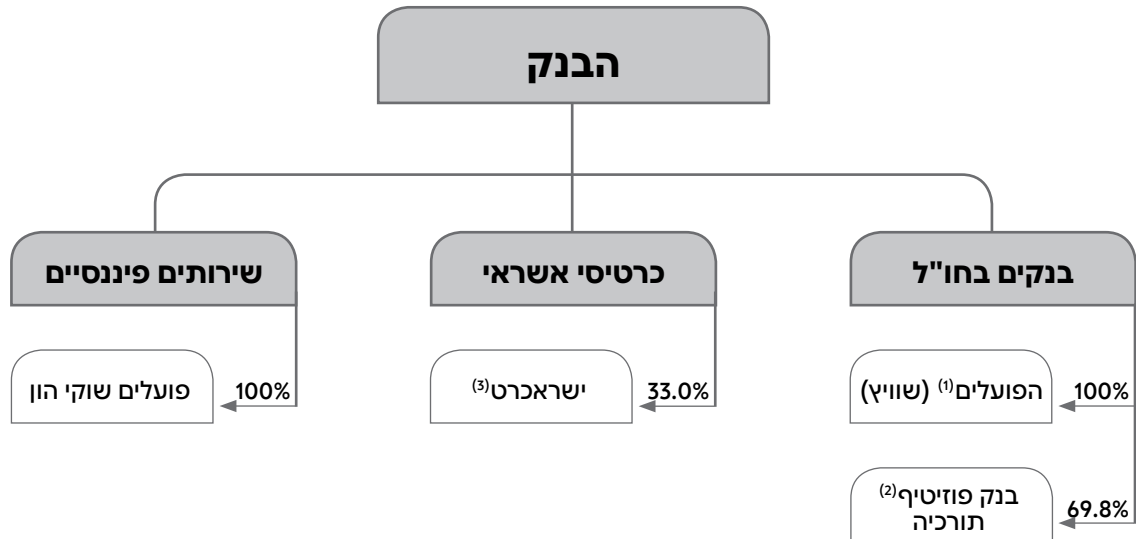 הבנק
בנקים בחו"ל
כרטיסי אשראי
שירותים פיננסיים
הפועלים(1) (שוויץ)
100%
ישראכרט(3)
33.0%
פועלים שוקי הון
100%
בנק פוזיטיף(2)
תורכיה
69.8%